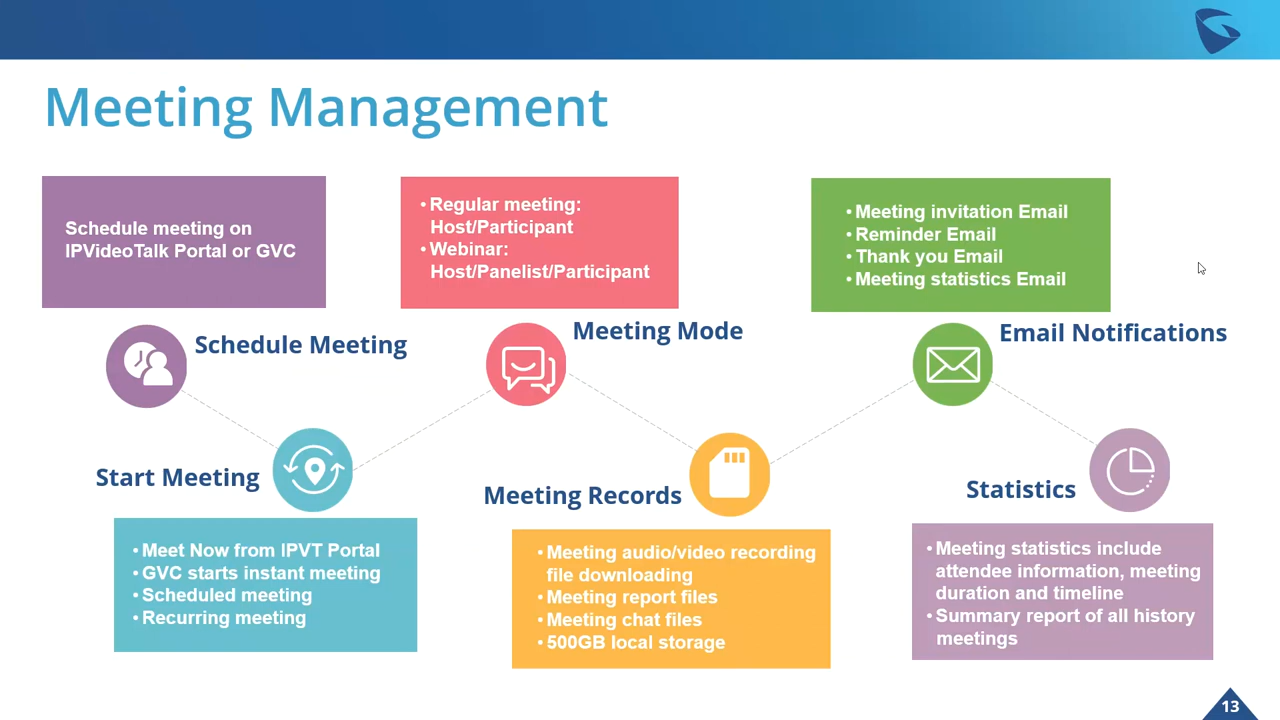 Meeting Management
Schedule meeting on
IPVideoTalk Portal or GVC
Schedule Meeting
Start Meeting
• Meet Now from IPVT Portal
• GVC starts instant meeting
• Scheduled meeting
• Recurring meeting
• Regular meeting:
Host/Participant
• Webinar:
Host/Panelist/Participant
Meeting Mode
Meeting Records
• Meeting audio/video recording
file downloading
• Meeting report files
• Meeting chat files
• 500GB local storage
• Meeting invitation Email
• Reminder Email
• Thank you Email
• Meeting statistics Email
Email Notifications
Statistics
• Meeting statistics include
attendee information, meeting
duration and timeline
• Summary report of all history
meetings
13